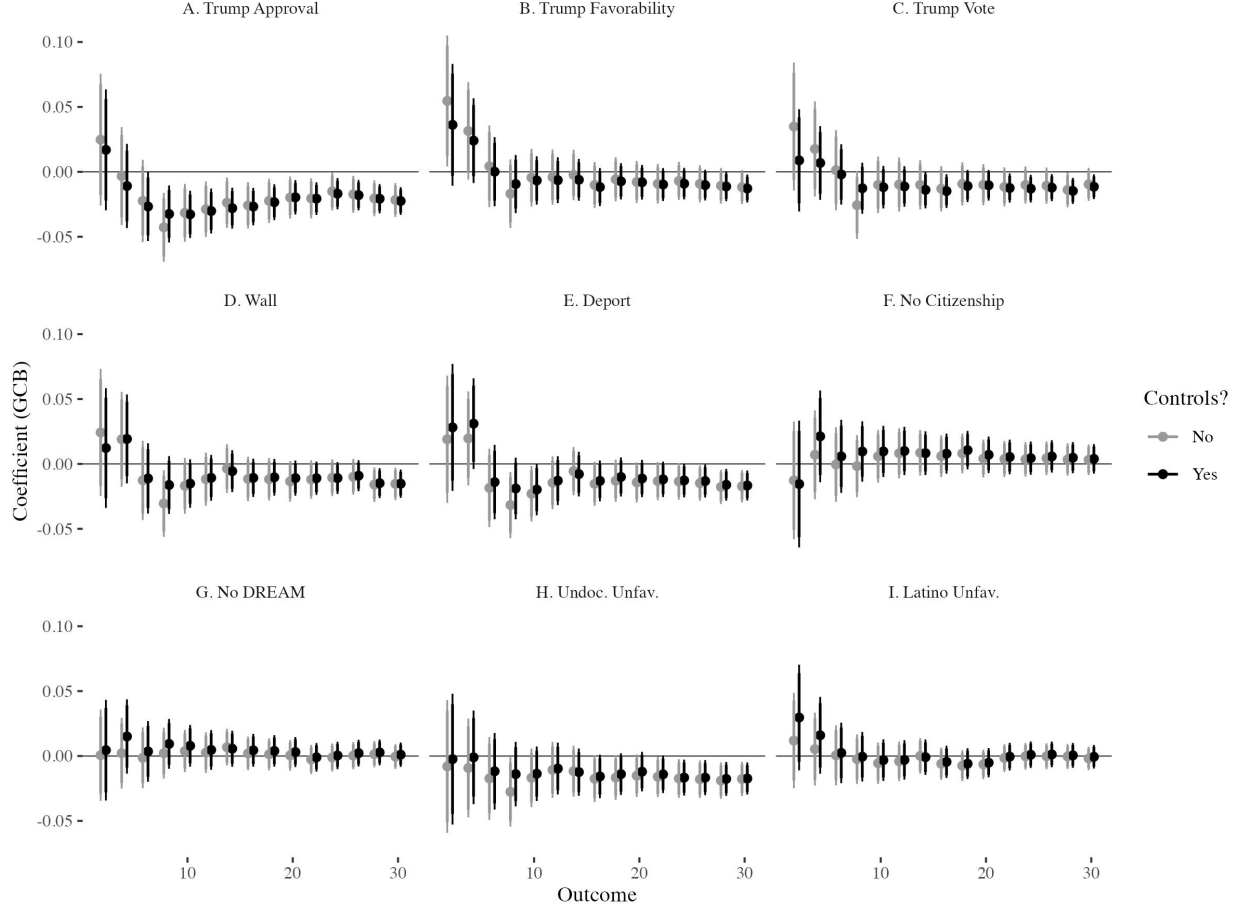 A. Trump Approval
B. Trump Favorability
C. Trump Vote
0.10
0.05
0.00
-0.05
D. Wall
E. Deport
F. No Citizenship
0.10
0.05
0.00
-0.05
G. No DREAM
H. Undoc. Unfav.
I. Latino Unfav.
0.10
0.05
0.00
-0.05
10 20 30 10 20 30 10 20 30
Outcome
Coefficient (GCB)
Controls?
No
Yes